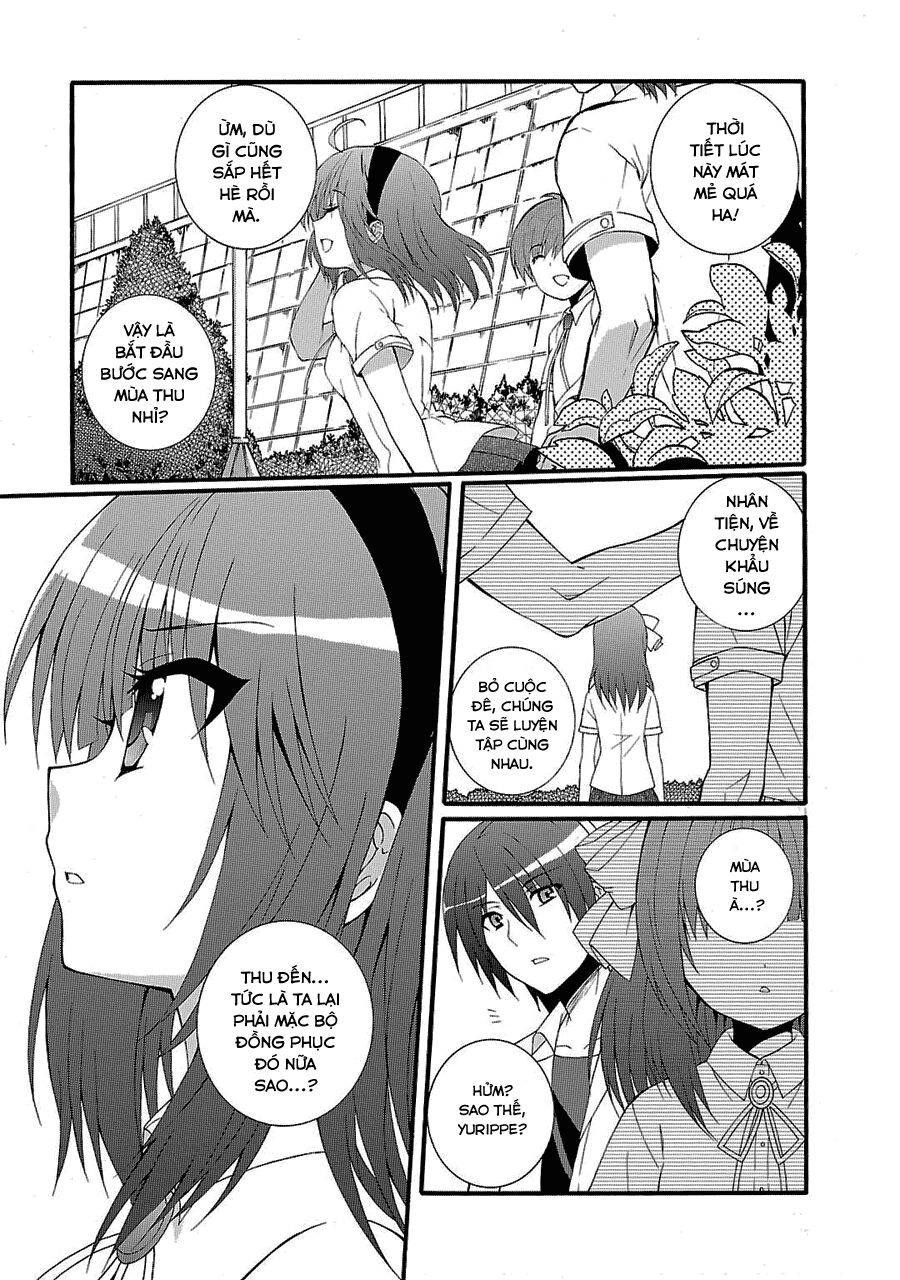 THỜI
TIẾT LÚC
NÀY MÁT
MẺ QUÁ
HA!
ỪM, DÙ
GÌ CŨNG
SẮP HẾT
HÈ RỒI
MÀ.
VẬY LÀ
BẮT ĐẦU
BƯỚC SANG
MÙA THU
NHỈ?
NHÂN
TIỆN, VỀ
CHUYỆN
KHẨU
SÚNG
...
BỎ CUỘC
ĐÊ, CHÚNG
TA SẼ LUYỆN
TẬP CÙNG
NHAU.
MÙA
THU
À...?
HỬM?
SAO THẾ,
YURIPPE?
THU ĐẾN...
TỨC LÀ TA LẠI
PHẢI MẶC BỘ
ĐỒNG PHỤC
ĐÓ NỮA
SAO...?